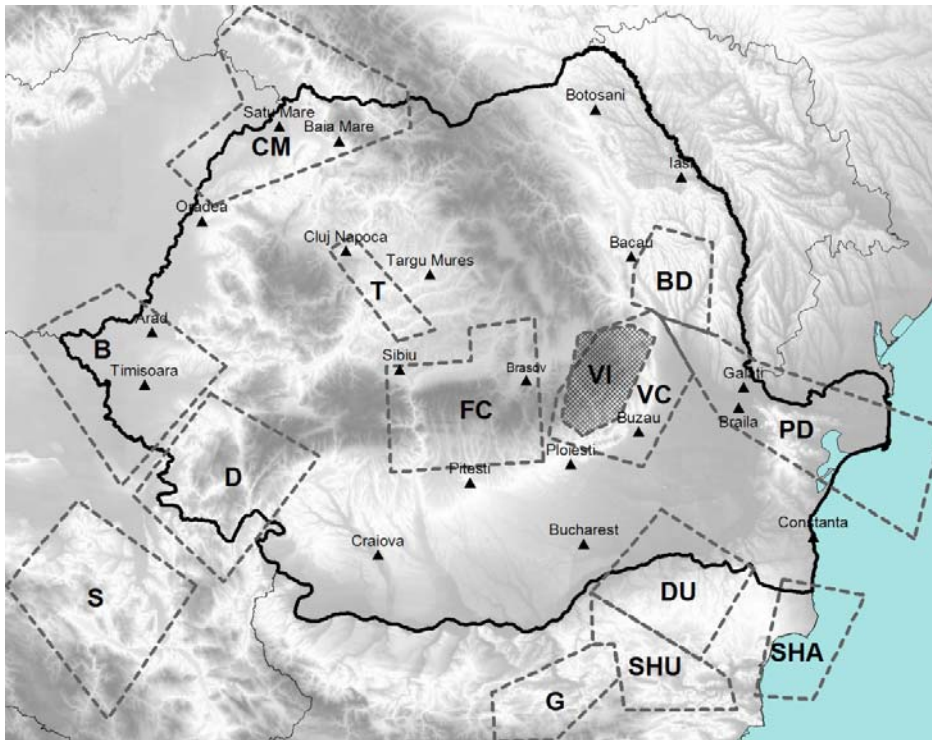 Botosani
Satu Mare
Baia Mare
CM
Iasi
Oradea
Cluj Napoca
Bacau
Targu Mures
BD
T
Arad
B
Sibiu
Timisoara
Brasov
VI
Galati
VC
FC
Buzau
Braila
PD
Ploiesti
D
Pitesti
Constanta
Bucharest
Craiova
DU
S
SHA
SHU
G